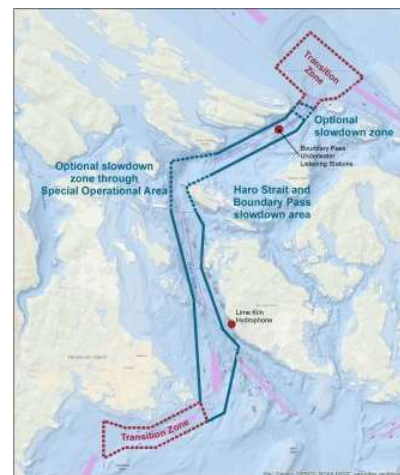 Transition
Zone
Optional
slowdown zone
Boundary Pass
Underwater
Listening Stations
Optional slowdown
zone through
Special Operational Area
Haro Strait and
Boundary Pass
slowdown area
Lime Kiln
Hydrophone
Transition Zone